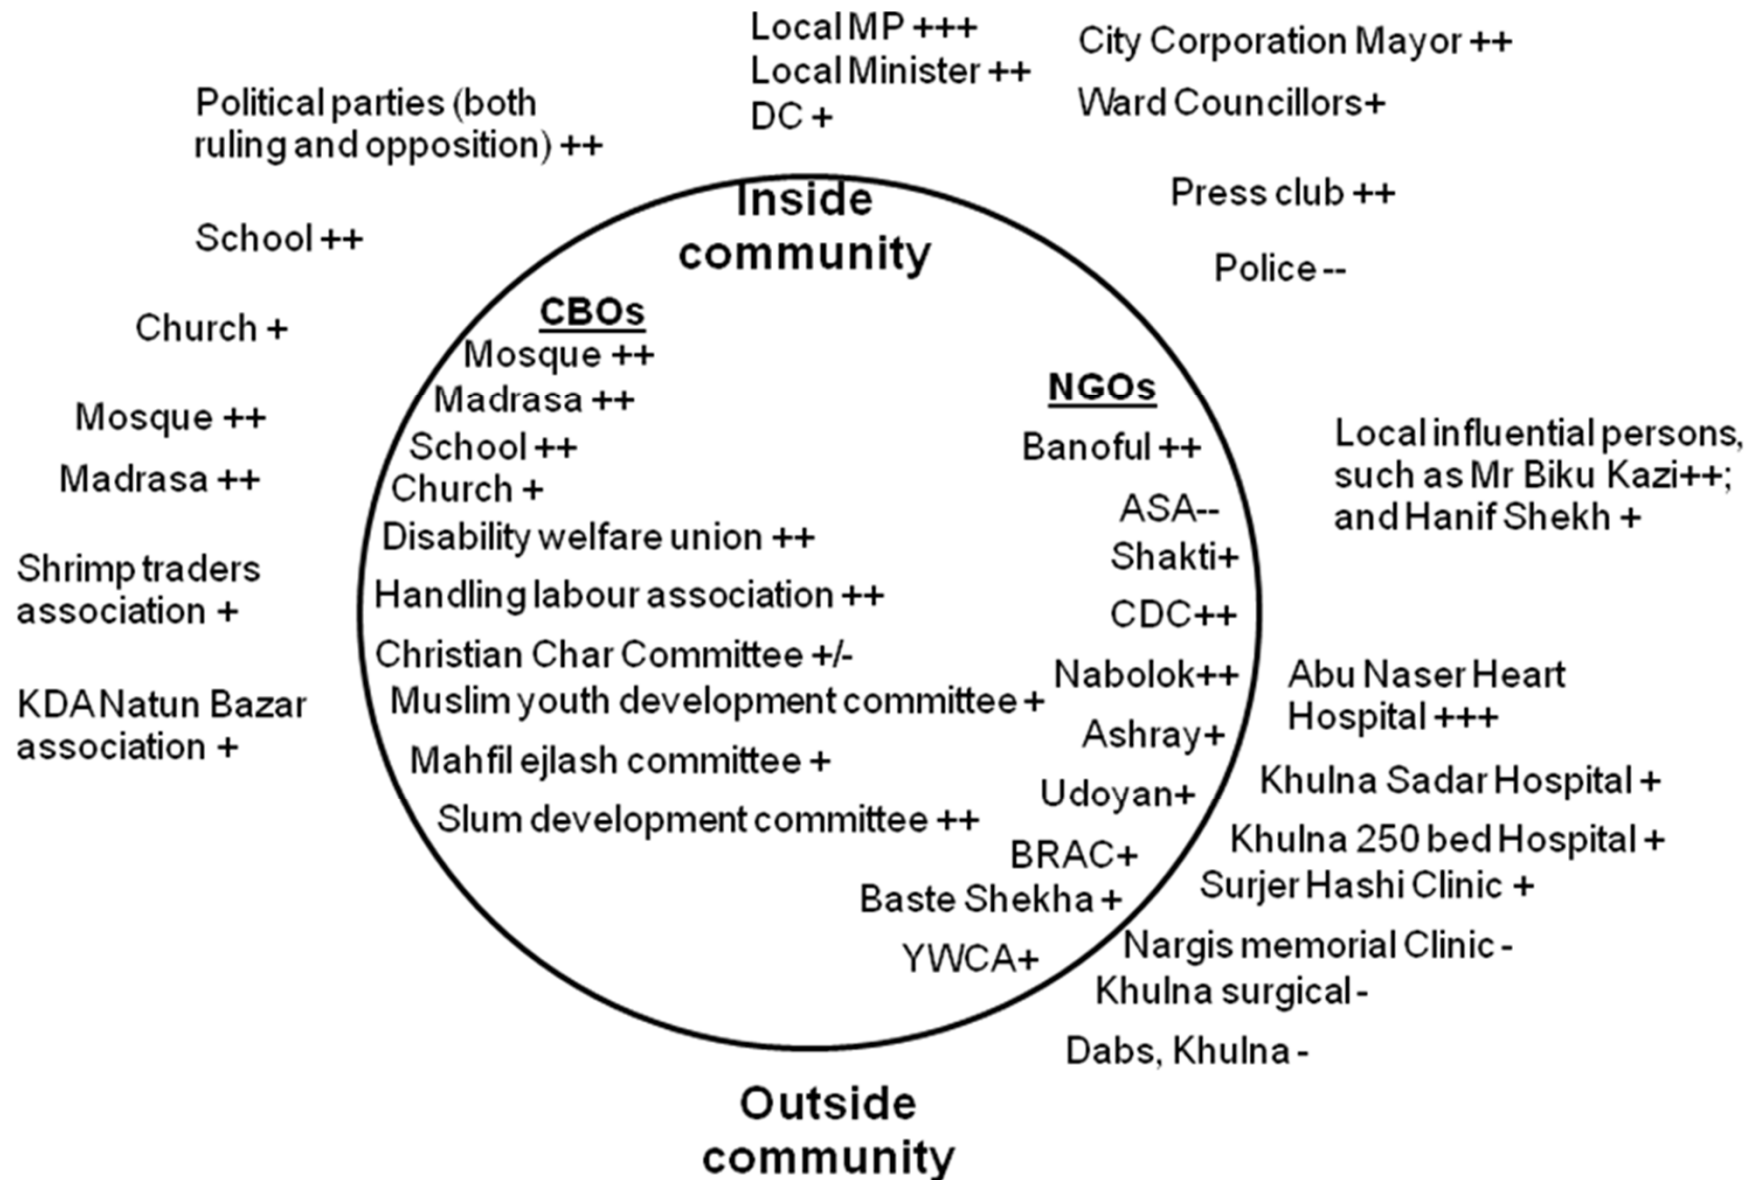 Local MP +++
Local Minister ++
DC +
City Corporation Mayor ++
Ward Councillors+
Political parties (both
ruling and opposition) ++
Press club ++
School ++
Police --
Church +
Mosque ++
Madrasa ++
Shrimp traders
association +
KDA Natun Bazar
association +
Inside
community
CBOs
Mosque ++
Madrasa ++
School ++
Church +
Disability welfare union ++
Handling labour association ++
Christian Char Committee +/-
Muslim youth development committee +
Mahfil ejlash committee +
Slum development committee ++
NGOs
Banoful ++
ASA--
Shakti+
CDC++
Nabolok++
Ashray+
Udoyan+
BRAC+
Baste Shekha +
YWCA+
Local influential persons,
such as Mr Biku Kazi++;
and Hanif Shekh +
Abu Naser Heart
Hospital +++
Khulna Sadar Hospital +
Khulna 250 bed Hospital +
Surjer Hashi Clinic +
Nargis memorial Clinic -
Khulna surgical-
Dabs, Khulna -
Outside
community